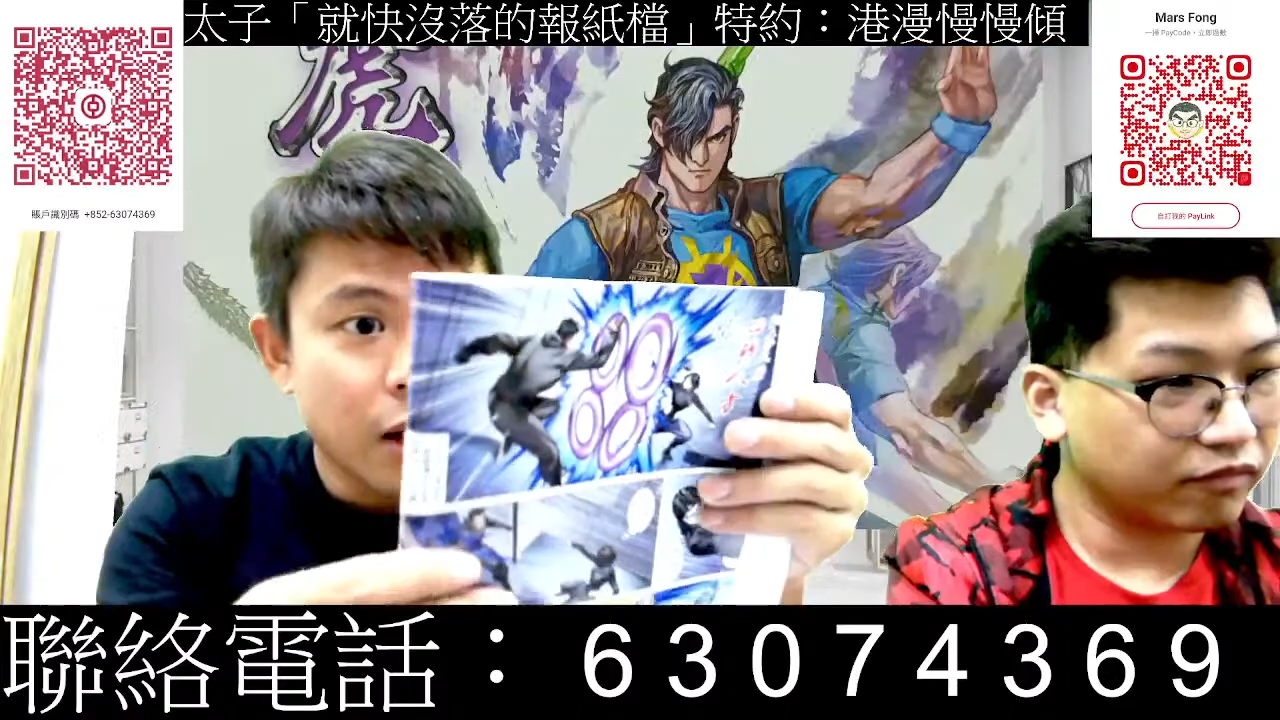 太子「就快沒落的報紙檔」特約：港漫慢慢傾
Mars Fong
一掃 PayCode，立即過數
虎
賬戶識別碼 +852-63074369
自訂我的 PayLink
聯絡電話：63074369